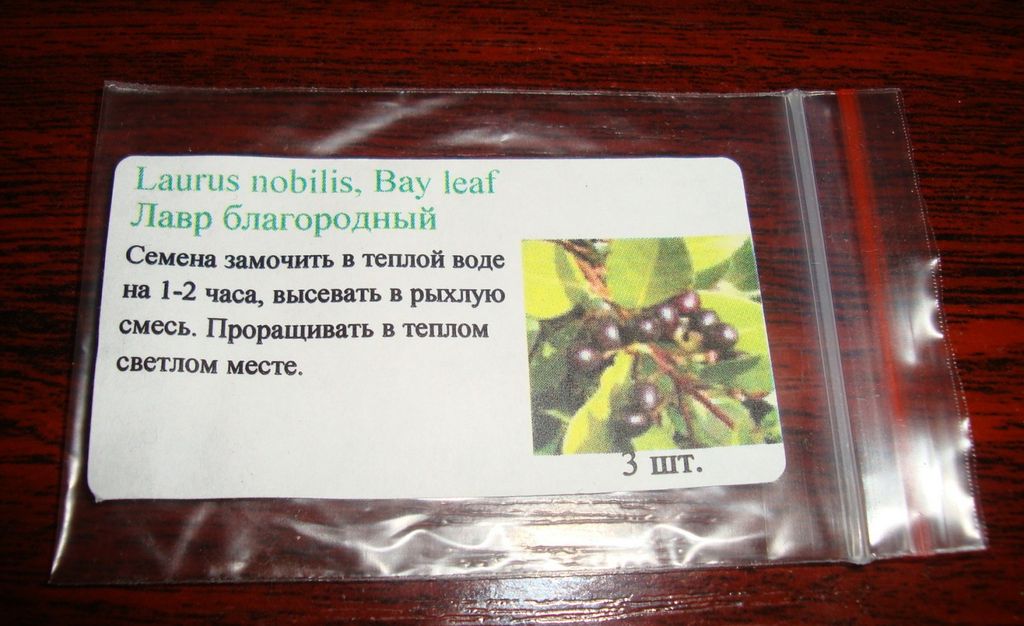 Laurus nobilis, Bay leaf
Лавр благородный
Семена замочить в теплой воде
на 1-2 часа, высевать в рыхлую
смесь. Проращивать в теплом
светлом месте.
3 шт.